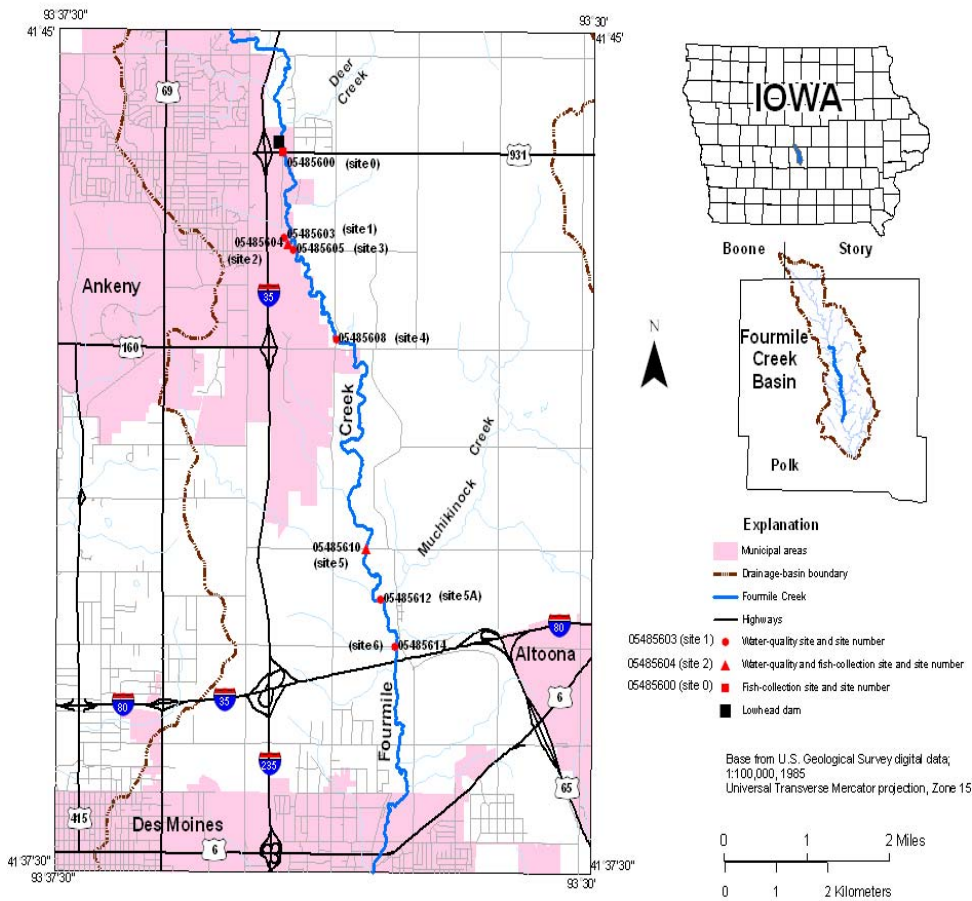 93 37'30"
93 30'
41 45'
41 45'
69
Deer
Creek
931
05485600 (site 0)
05485603 (site 1)
05485604
05485605 (site 3)
(site 2)
Ankeny
35
160
05485608 (site 4)
Creek
Muchikinock Creek
05485610
(site 5)
05485612 (site 5A)
(site 6)
05485614
80
Altoona
6
80
35
Fourmile
235
65
415
Des Moines
6
41 37'30"
41 37'30"
93 37'30"
93 30'
IOWA
Boone Story
Fourmile
Creek
Basin
Polk
N
Explanation
Municipal areas
Drainage-basin boundary
Fourmile Creek
Highways
05485603 (site 1) Water-quality site and site number
05485604 (site 2) Water-quality and fish-collection site and site number
05485600 (site 0) Fish-collection site and site number
Lowhead dam
Base from U.S. Geological Survey digital data;
1:100,000, 1985
Universal Transverse Mercator projection, Zone 15
0 1 2 Miles
0 1 2 Kilometers